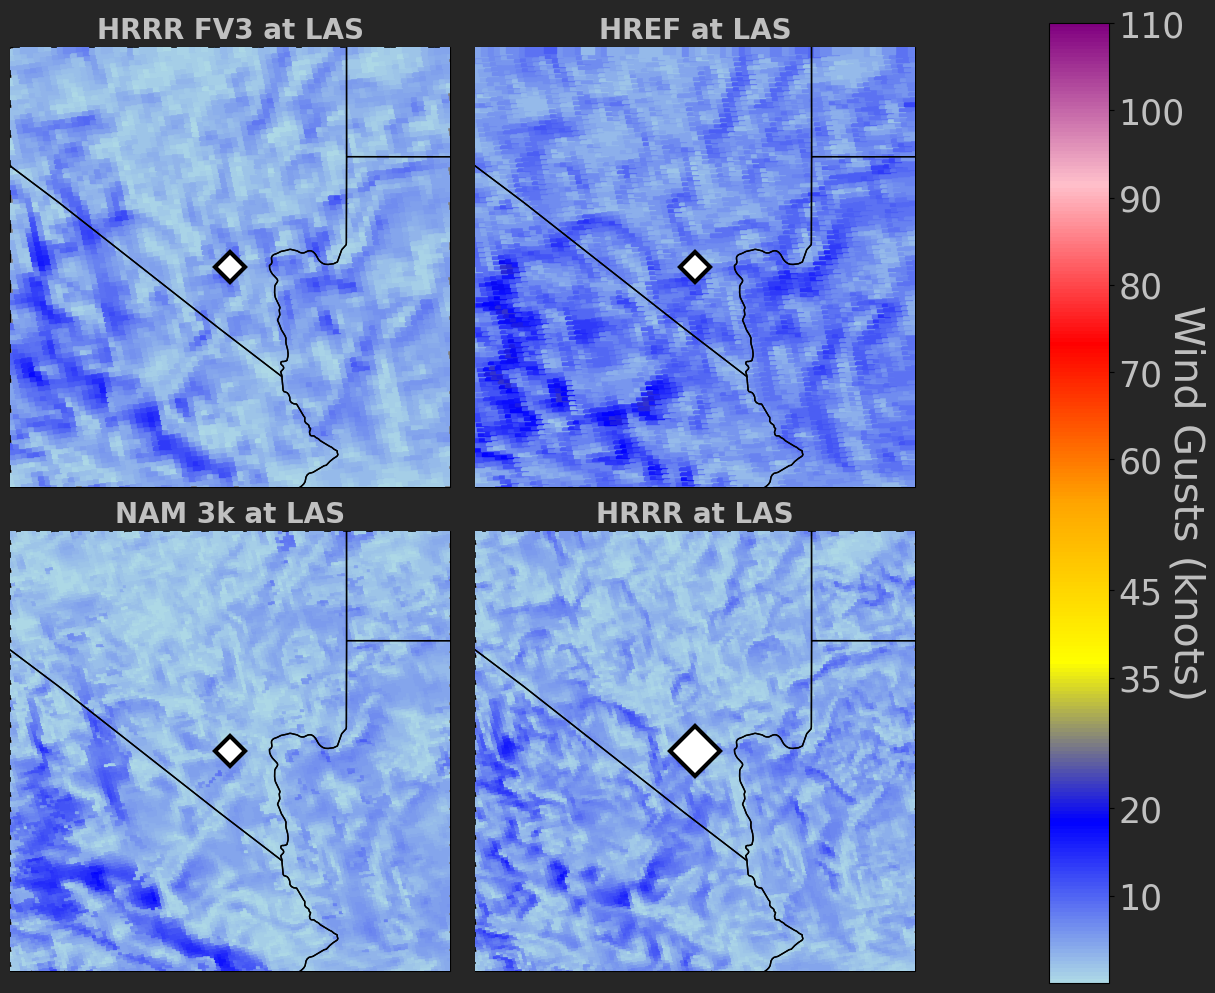 HRRR FV3 at LAS
HREF at LAS
NAM 3k at LAS
HRRR at LAS
110
100
90
80
70
60
45
35
20
10
Wind Gusts (knots)